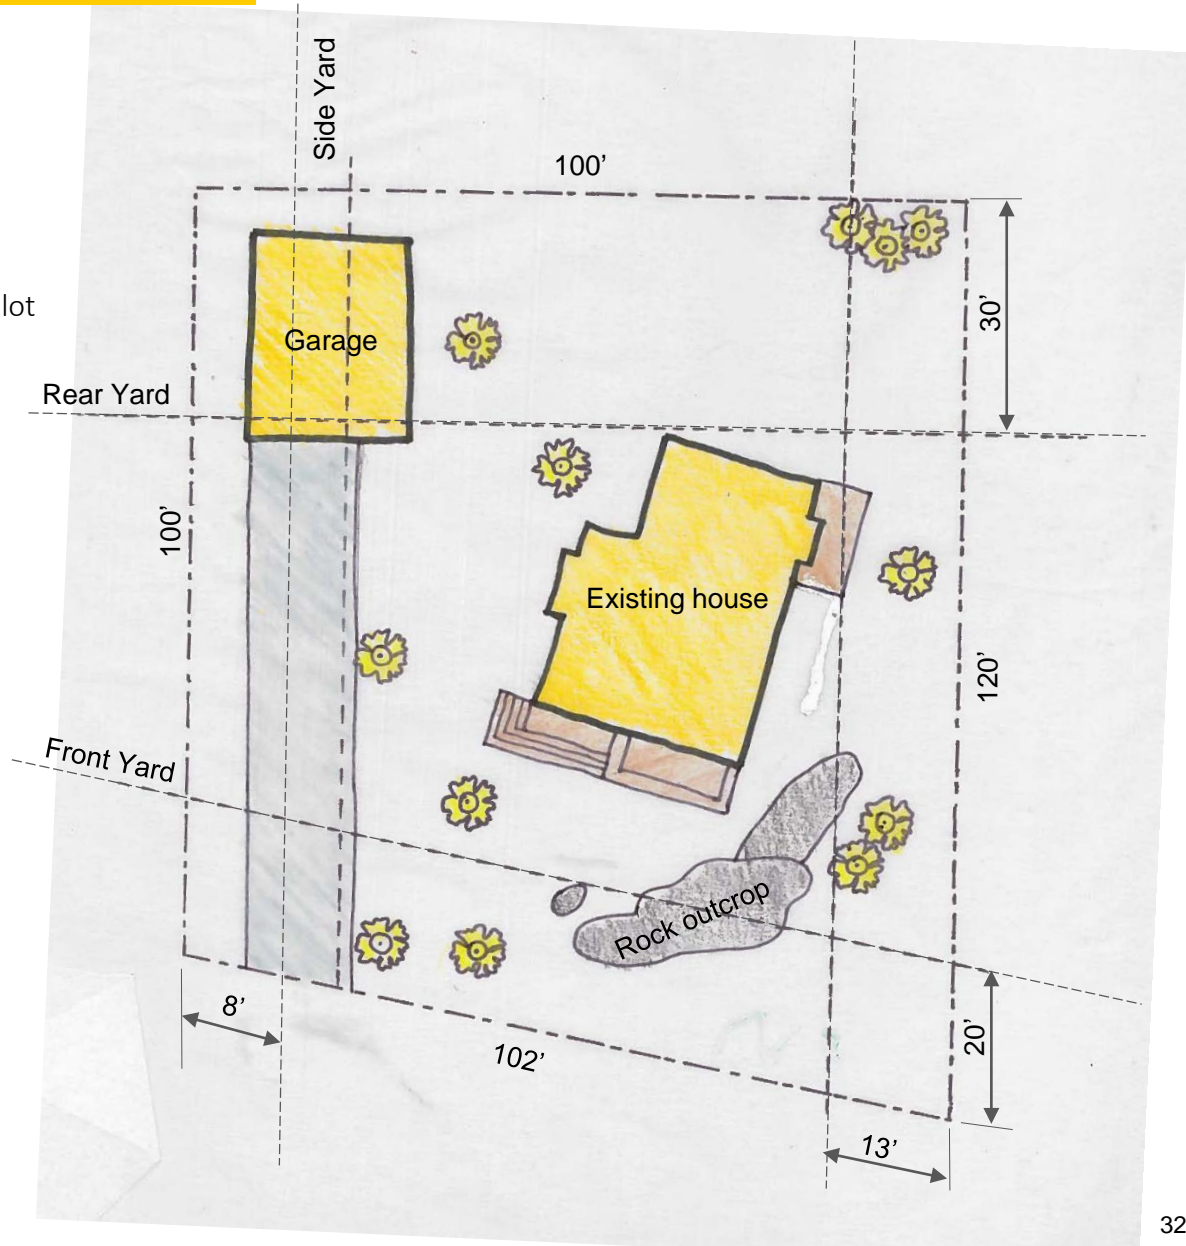 Side Yard
100’
30’
lot
Garage
Rear Yard
100’
Existing house
120’
Front Yard
Rock outcrop
8’
20’
102’
13’
32